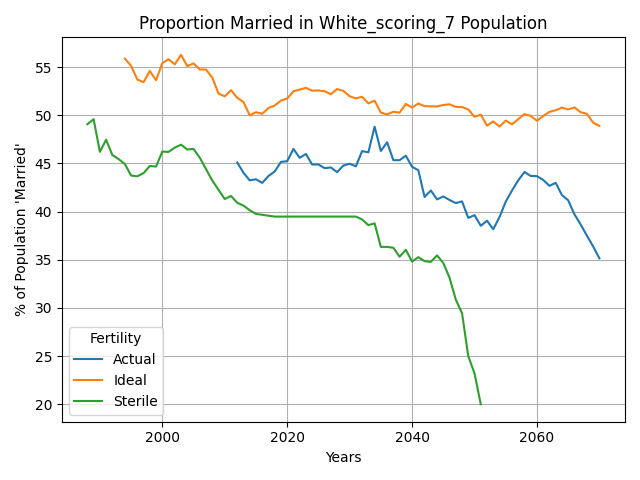 Proportion Married in White_scoring_7 Population
% of Population 'Married'
55
50
45
40
35
30
25
20
Fertility
Actual
Ideal
Sterile
2000 2020 2040 2060
Years